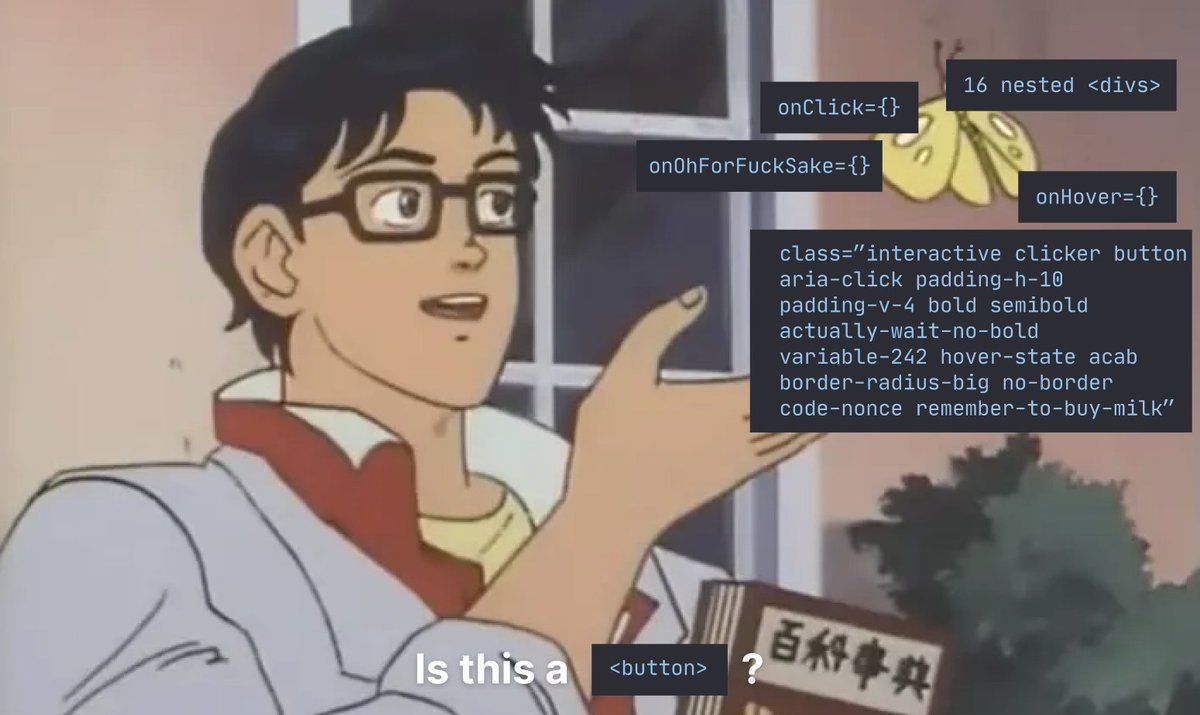 16 nested <divs>
onClick={}
onOhForFuckSake={}
onHover={}
class=”interactive clicker button
aria-click padding-h-10
padding-v-4 bold semibold
actually-wait-no-bold
variable-242 hover-state acab
border-radius-big no-border
code-nonce remember-to-buy-milk”
百科事典
Is this a <button> ?